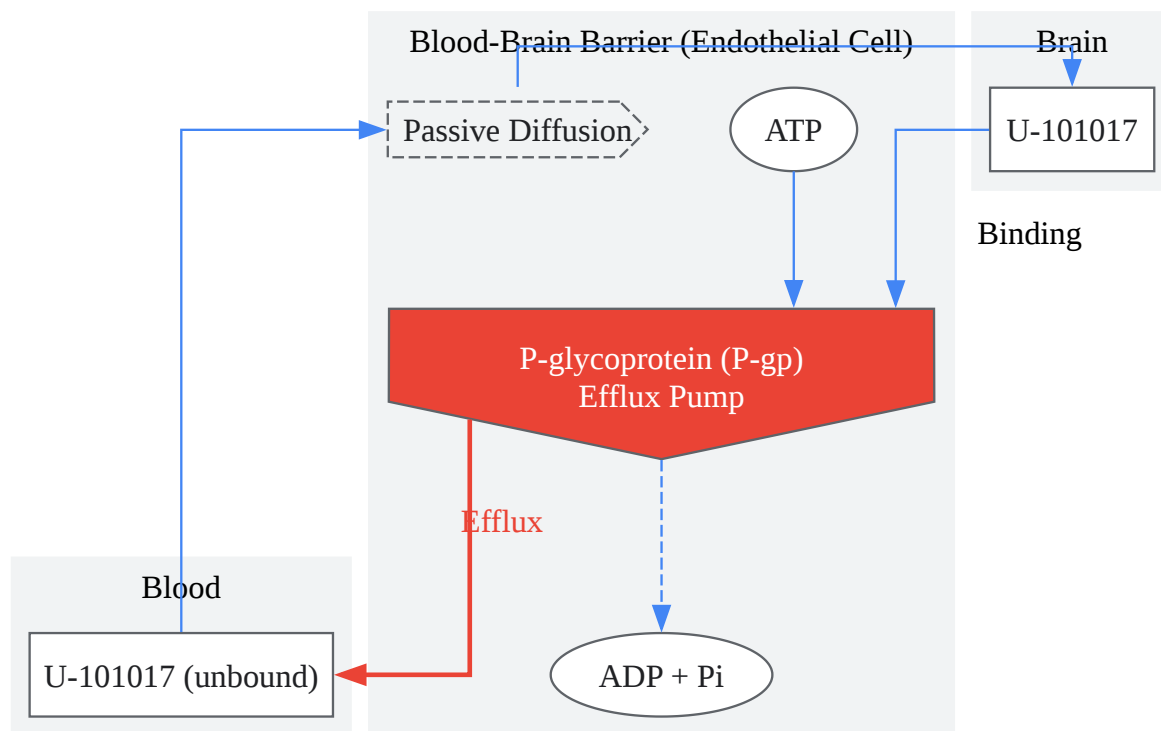 Blood-Brain Barrier (Endothelial Cell)
Brain
Passive Diffusion
ATP
U-101017
Binding
P-glycoprotein (P-gp)
Efflux Pump
Efflux
Blood
U-101017 (unbound)
ADP + Pi